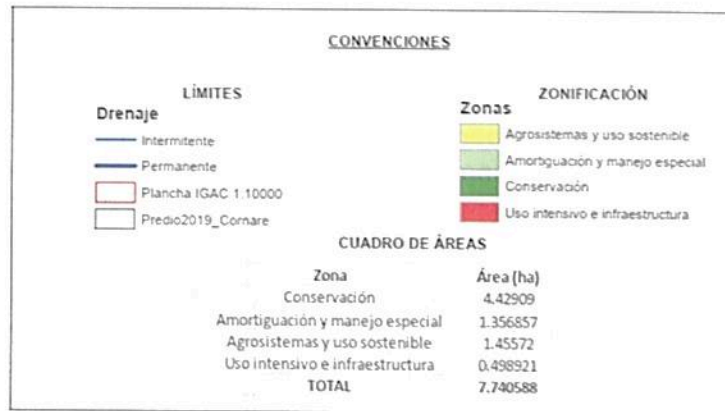 CONVENCIONES
LÍMITES
Drenaje
Intermitente
Permanente
Plancha IGAC 1:10000
Predio2019_Cornare
ZONIFICACIÓN
Zonas
Agrosistemas y uso sostenible
Amortiguación y manejo especial
Conservación
Uso intensivo e infraestructura
CUADRO DE ÁREAS
Zona Área (ha)
Conservación 4.42909
Amortiguación y manejo especial 1.356857
Agrosistemas y uso sostenible 1.45572
Uso intensivo e infraestructura 0.498921
TOTAL 7.740588